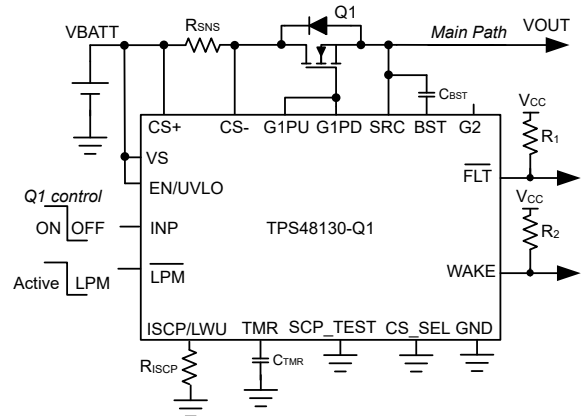 Q1
VBATT
RSNS
Main Path
VOUT
CBST
CS+
CS-
G1PU
G1PD
SRC
BST
G2
VCC
R1
VS
FLT
EN/UVLO
Q1 control
VCC
ON
OFF
INP
TPS48130-Q1
R2
Active
LPM
LPM
WAKE
ISCP/LWU
TMR
SCP_TEST
CS_SEL
GND
RISCP
CTMR